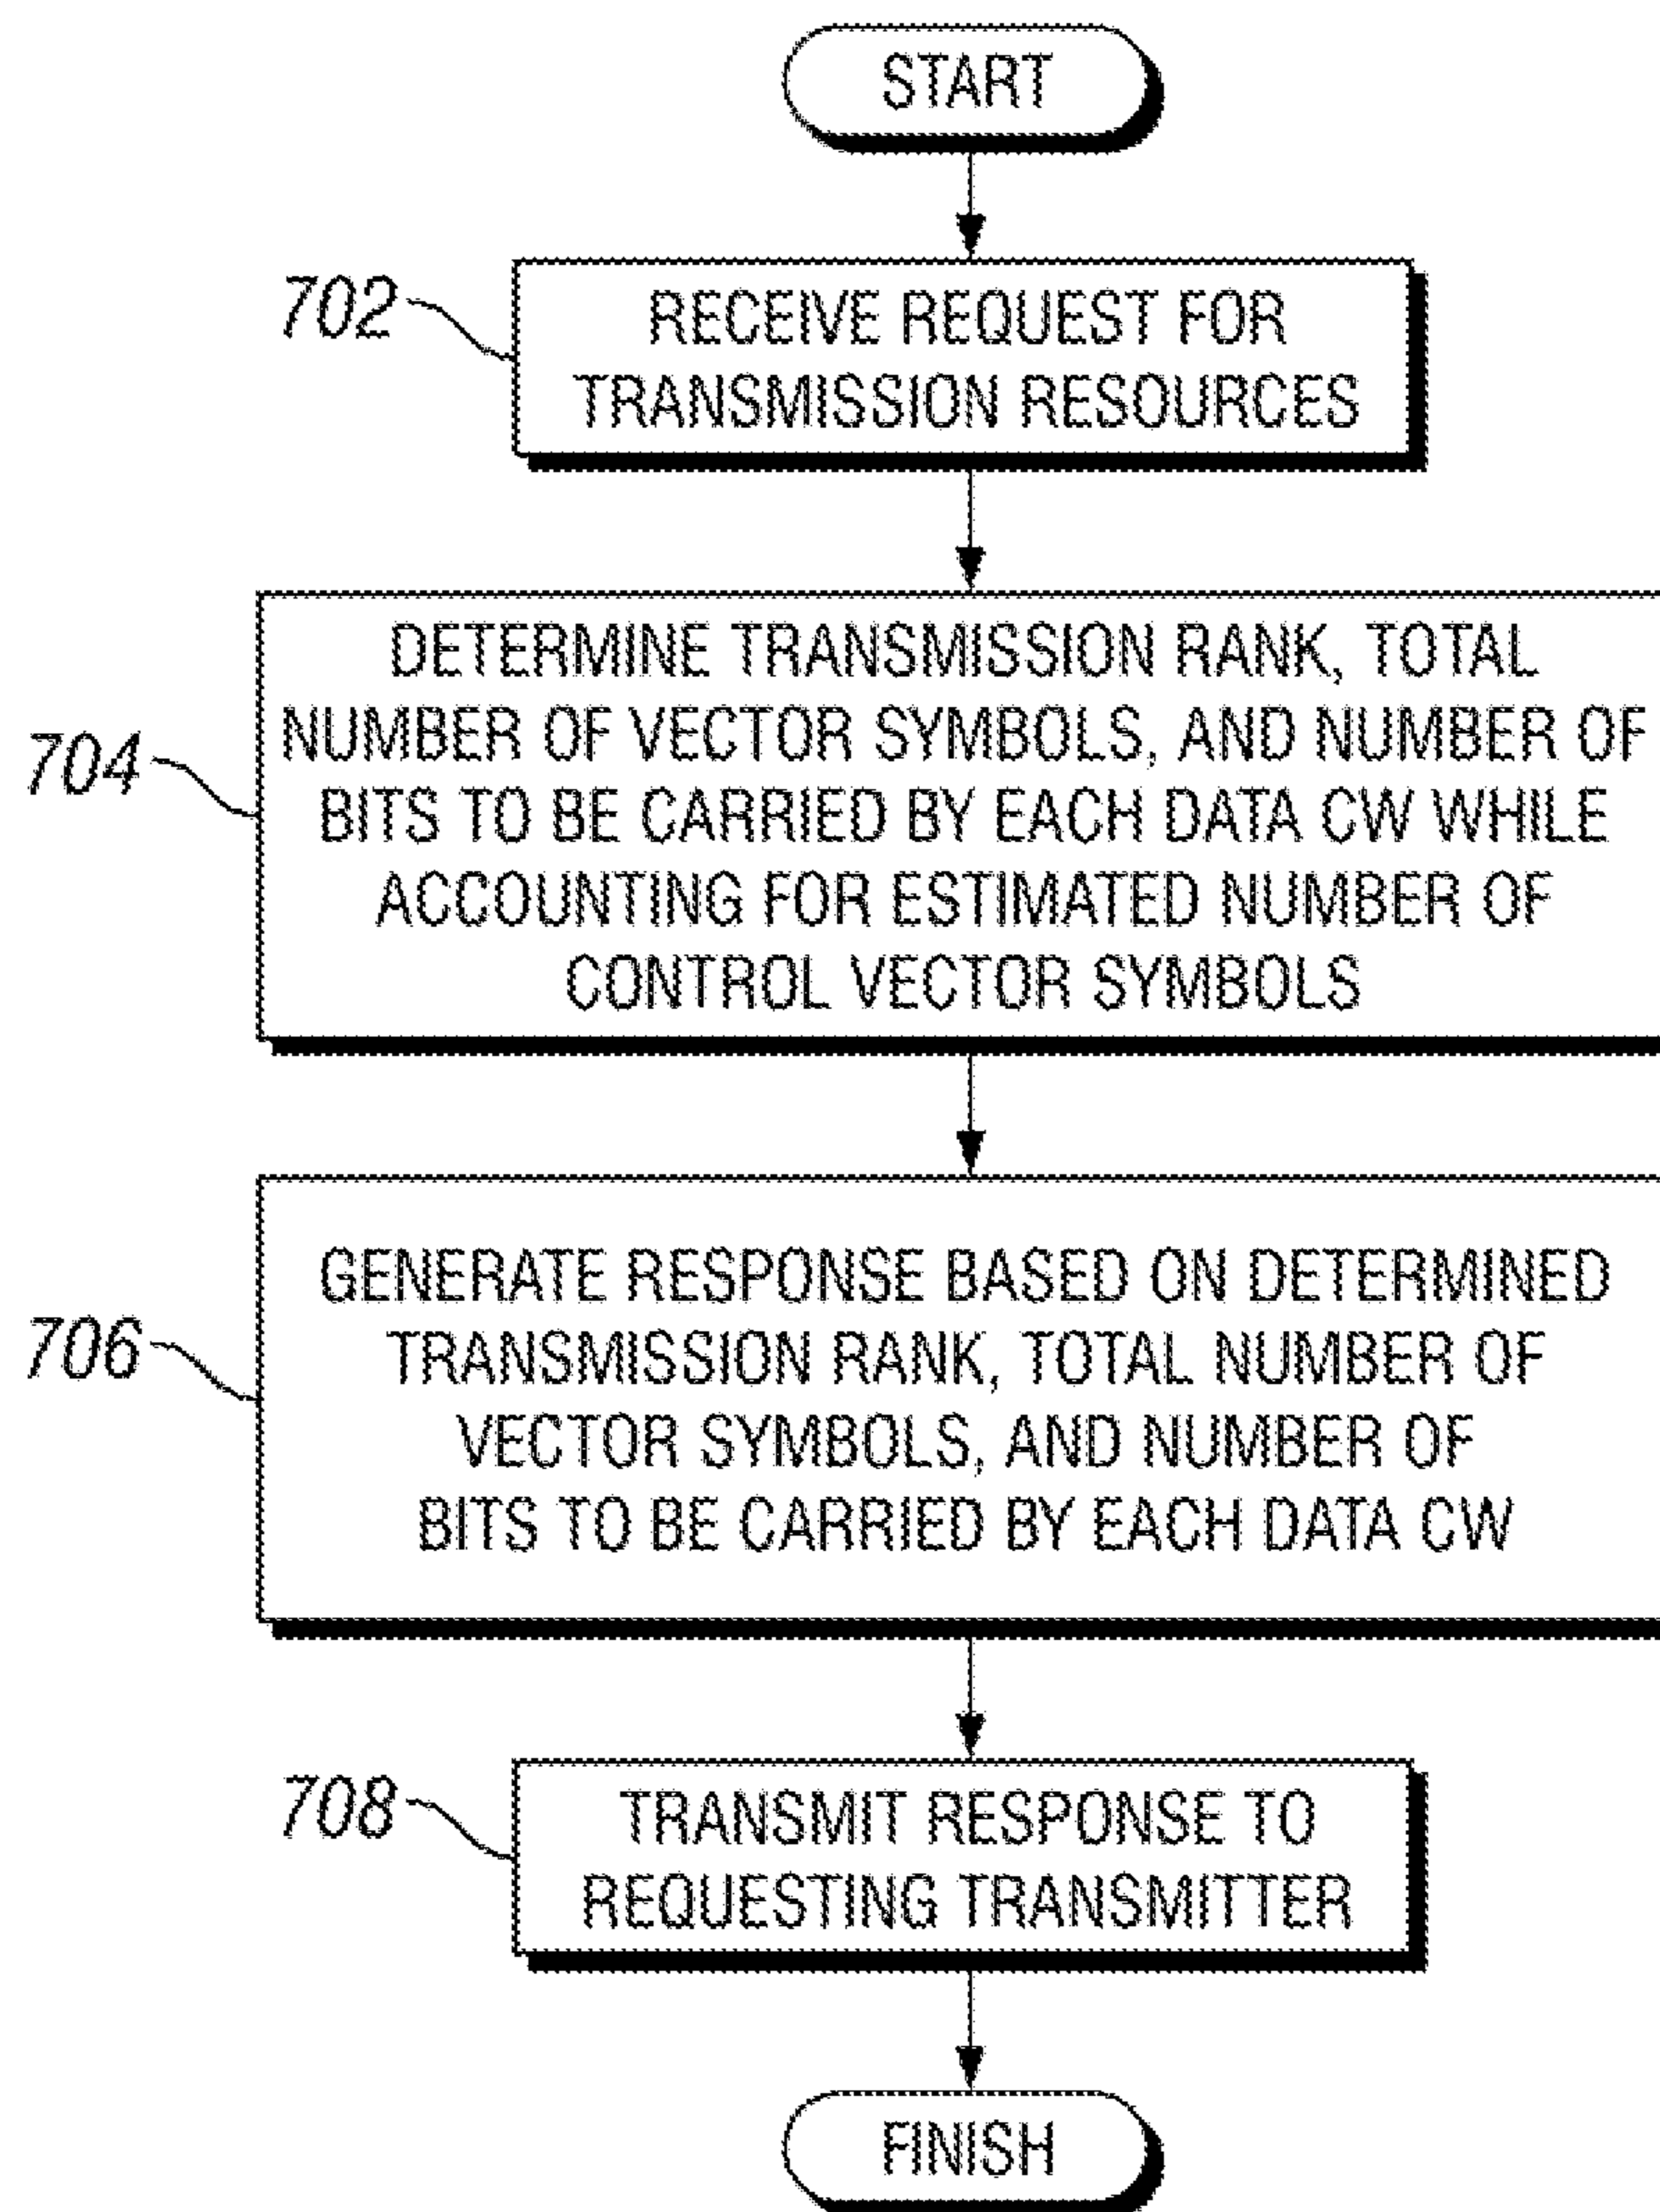 START
702
RECEIVE REQUEST FOR
TRANSMISSION RESOURCES
704
DETERMINE TRANSMISSION RANK, TOTAL
NUMBER OF VECTOR SYMBOLS, AND NUMBER OF
BITS TO BE CARRIED BY EACH DATA CW WHILE
ACCOUNTING FOR ESTIMATED NUMBER OF
CONTROL VECTOR SYMBOLS
706
GENERATE RESPONSE BASED ON DETERMINED
TRANSMISSION RANK, TOTAL NUMBER OF
VECTOR SYMBOLS, AND NUMBER OF
BITS TO BE CARRIED BY EACH DATA CW
708
TRANSMIT RESPONSE TO
REQUESTING TRANSMITTER
FINISH